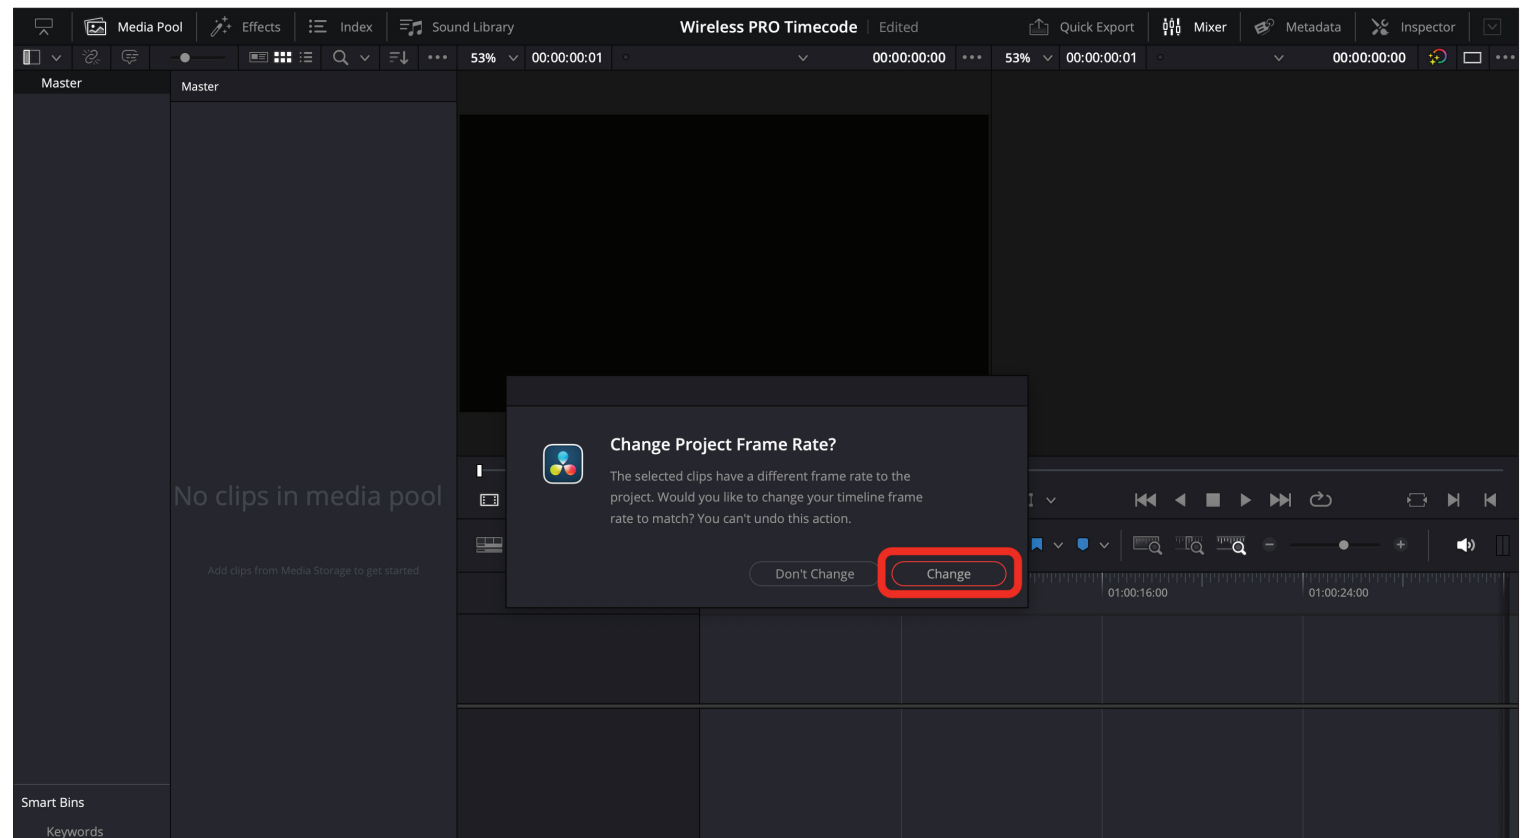 Media Pool
Effects
Index
Sound Library
Wireless PRO Timecode
Edited
Quick Export
Mixer
Metadata
Inspector
53%
00:00:00:01
00:00:00:00
53%
00:00:00:01
00:00:00:00
Master
Master
No clips in media pool
Add clips from Media Storage to get started
Change Project Frame Rate?
The selected clips have a different frame rate to the
project. Would you like to change your timeline frame
rate to match? You can't undo this action.
Don't Change
Change
01:00:16:00
01:00:24:00
Smart Bins
Keywords